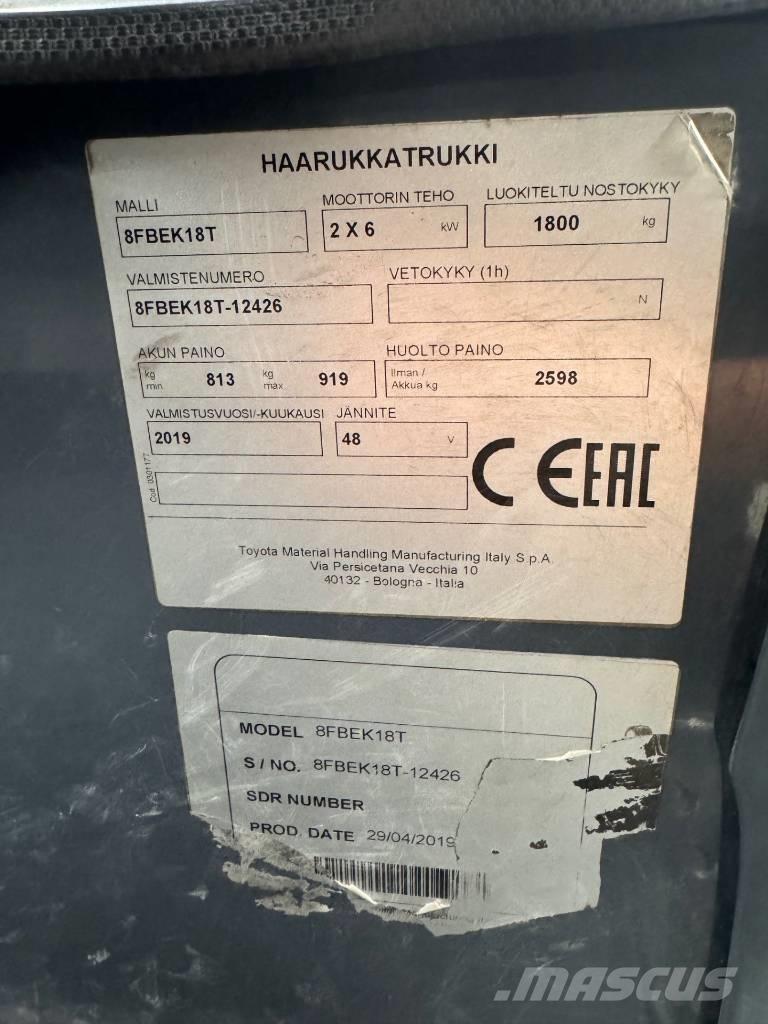 HAARUKKATRUKKI
MALLI MOOTTORIN TEHO LUOKITELTU NOSTOKYKY
8FBEK18T 2 X 6 kW 1800 kg
VALMISTENUMERO VETOKYKY (1h)
8FBEK18T-12426 N
AKUN PAINO HUOLTO PAINO
kg min. 813 kg max 919 Ilman / Akkua kg 2598
VALMISTUSVUOSI/-KUUKAUSI JÄNNITE
2019 48 V
CE EAC
Cod. 0301177
Toyota Material Handling Manufacturing Italy S.p.A.
Via Persicetana Vecchia 10
40132 - Bologna - Italia
MODEL 8FBEK18T
S / NO. 8FBEK18T-12426
SDR NUMBER
PROD. DATE 29/04/2019
MASCUS